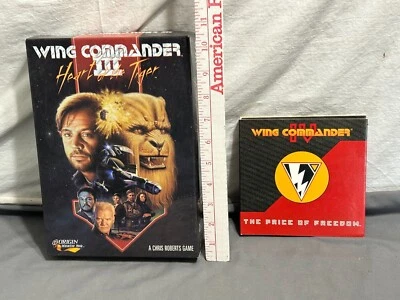 WING COMMANDER
III
Heart of the Tiger
ORIGIN
A CHRIS ROBERTS GAME
American F
WING COMMANDER
IV
THE PRICE OF FREEDOM